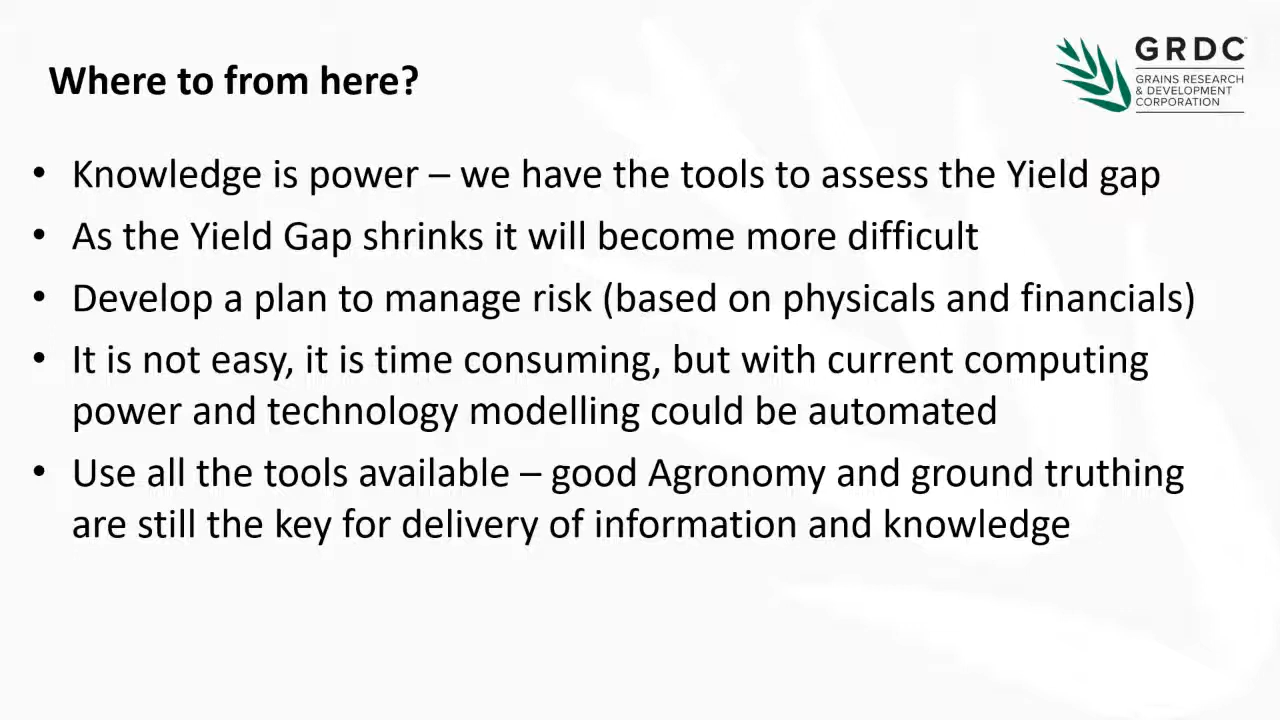 Where to from here?
GRDC™
GRAINS RESEARCH
& DEVELOPMENT
CORPORATION
• Knowledge is power – we have the tools to assess the Yield gap
• As the Yield Gap shrinks it will become more difficult
• Develop a plan to manage risk (based on physicals and financials)
• It is not easy, it is time consuming, but with current computing
power and technology modelling could be automated
• Use all the tools available – good Agronomy and ground truthing
are still the key for delivery of information and knowledge